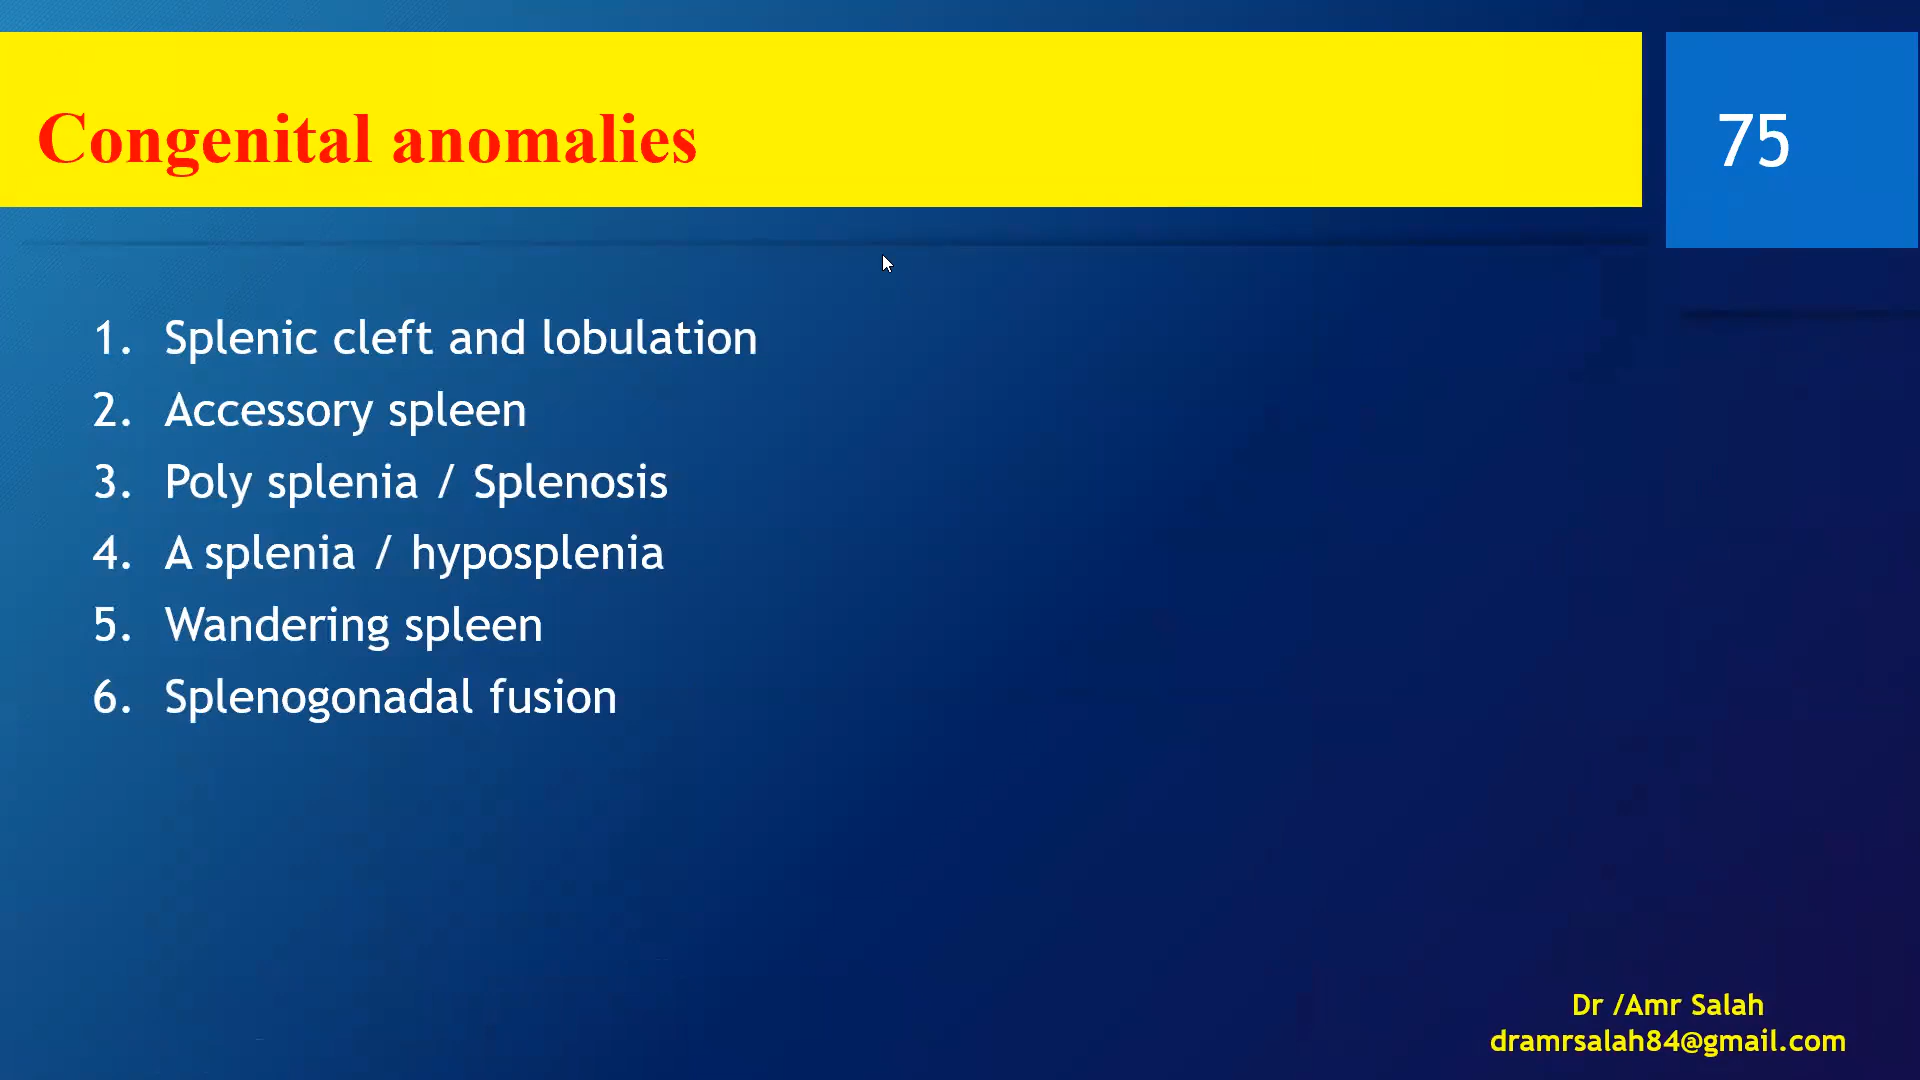 Congenital anomalies
75
1. Splenic cleft and lobulation
2. Accessory spleen
3. Poly splenia / Splenosis
4. A splenia / hyposplenia
5. Wandering spleen
6. Splenogonadal fusion
Dr /Amr Salah
dramrsalah84@gmail.com